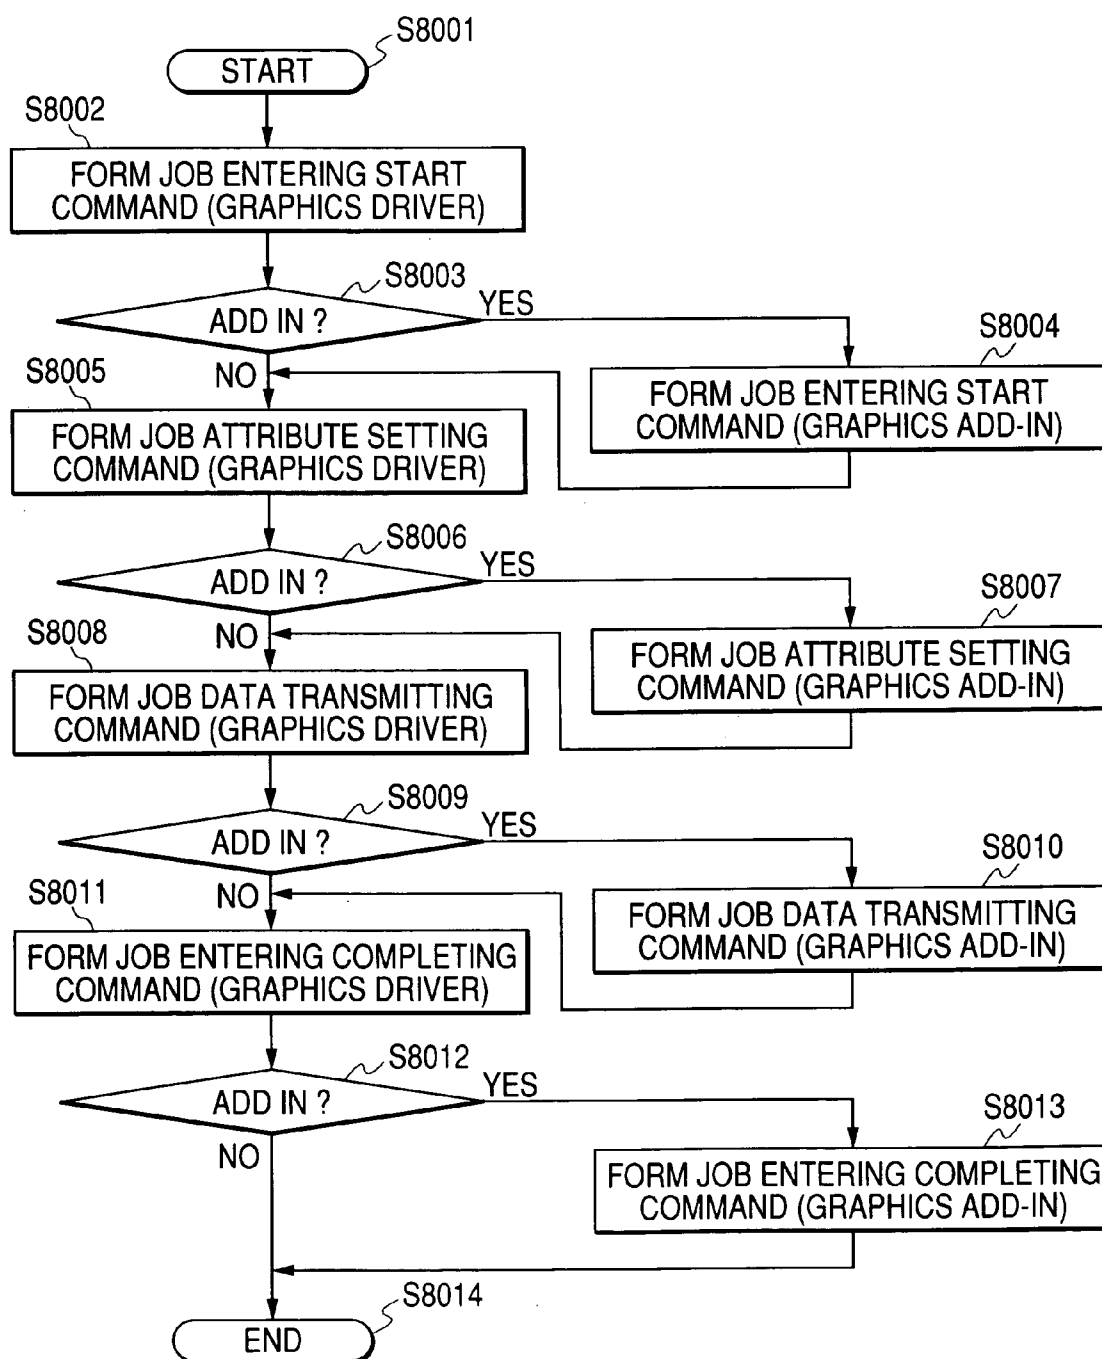 S8001
START
S8002
FORM JOB ENTERING START
COMMAND (GRAPHICS DRIVER)
S8003
ADD IN ?
YES
NO
S8004
FORM JOB ENTERING START
COMMAND (GRAPHICS ADD-IN)
S8005
FORM JOB ATTRIBUTE SETTING
COMMAND (GRAPHICS DRIVER)
S8006
ADD IN ?
YES
NO
S8007
FORM JOB ATTRIBUTE SETTING
COMMAND (GRAPHICS ADD-IN)
S8008
FORM JOB DATA TRANSMITTING
COMMAND (GRAPHICS DRIVER)
S8009
ADD IN ?
YES
NO
S8010
FORM JOB DATA TRANSMITTING
COMMAND (GRAPHICS ADD-IN)
S8011
FORM JOB ENTERING COMPLETING
COMMAND (GRAPHICS DRIVER)
S8012
ADD IN ?
YES
NO
S8013
FORM JOB ENTERING COMPLETING
COMMAND (GRAPHICS ADD-IN)
S8014
END